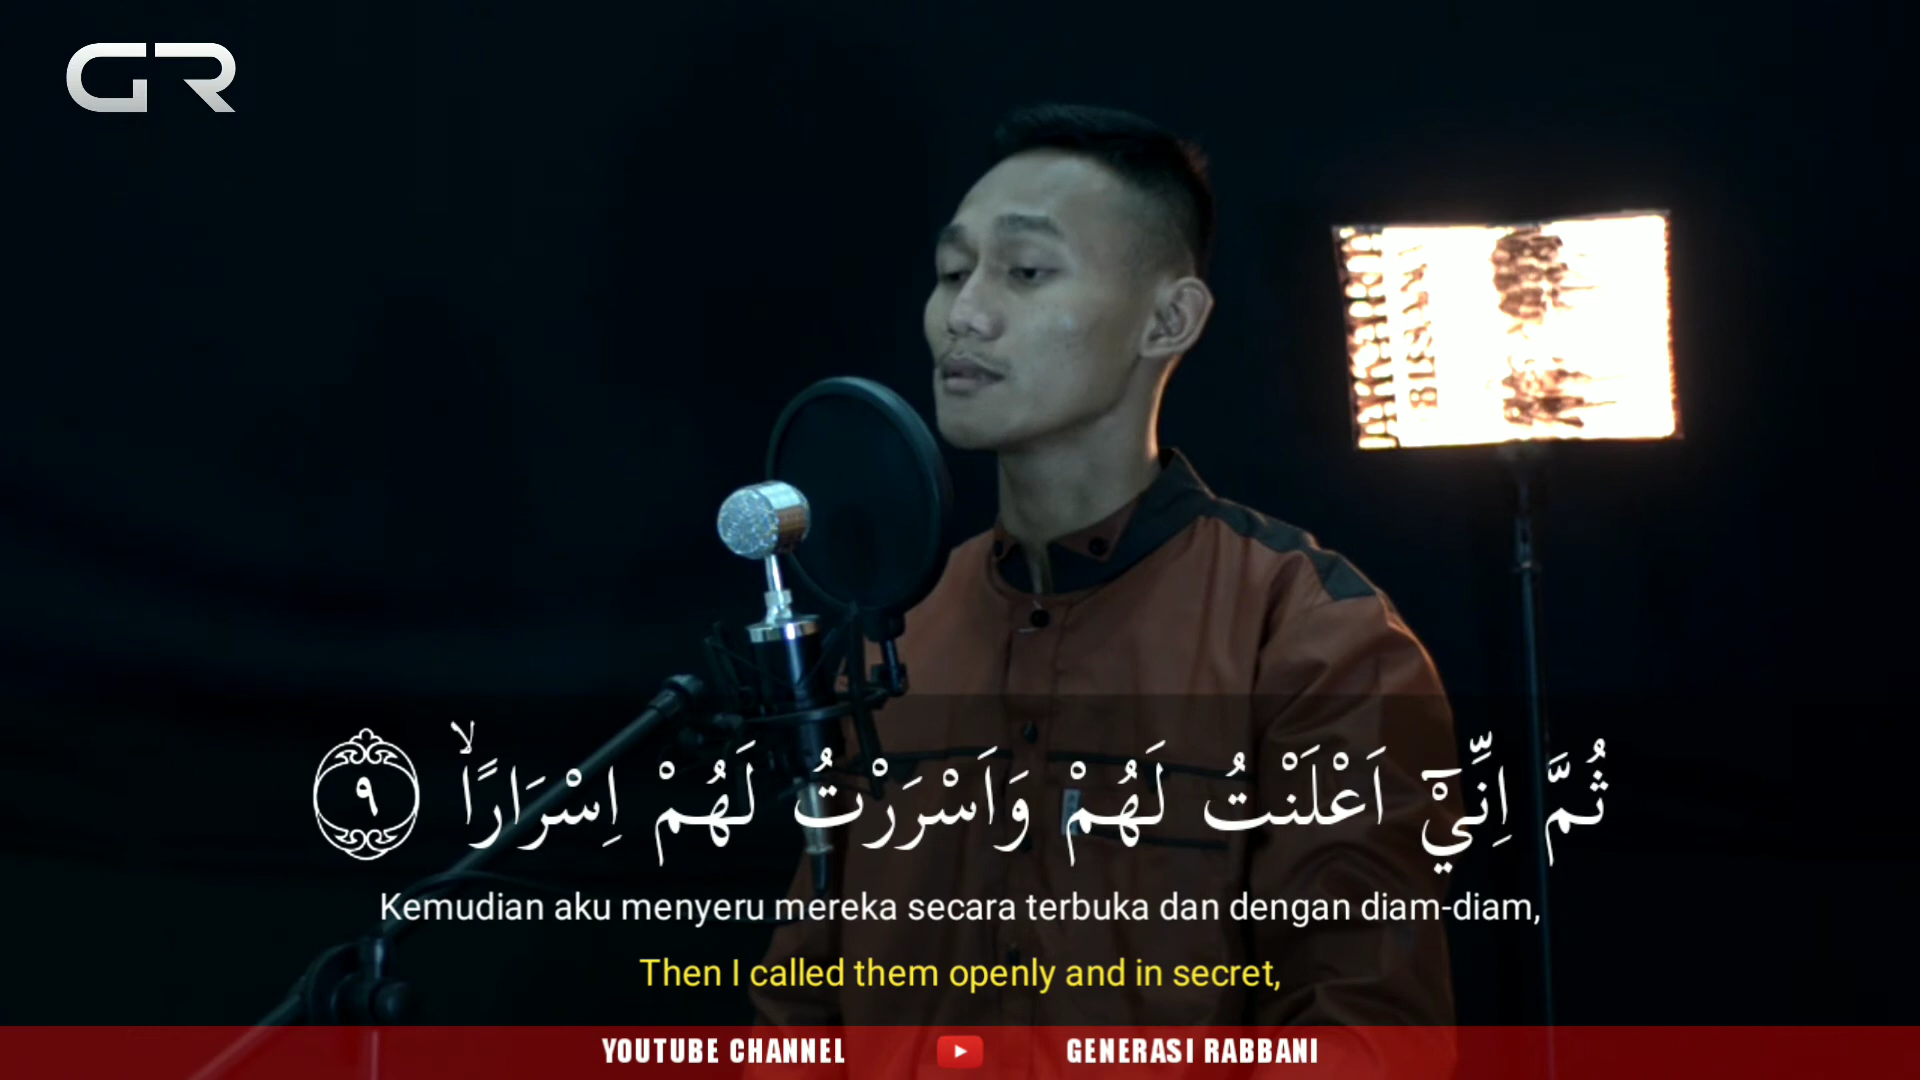 GR
ثُمَّ اِنِّيْٓ اَعْلَنْتُ لَهُمْ وَاَسْرَرْتُ لَهُمْ اِسْرَارًاۙ ٩
Kemudian aku menyeru mereka secara terbuka dan dengan diam-diam,
Then I called them openly and in secret,
YOUTUBE CHANNEL GENERASI RABBANI